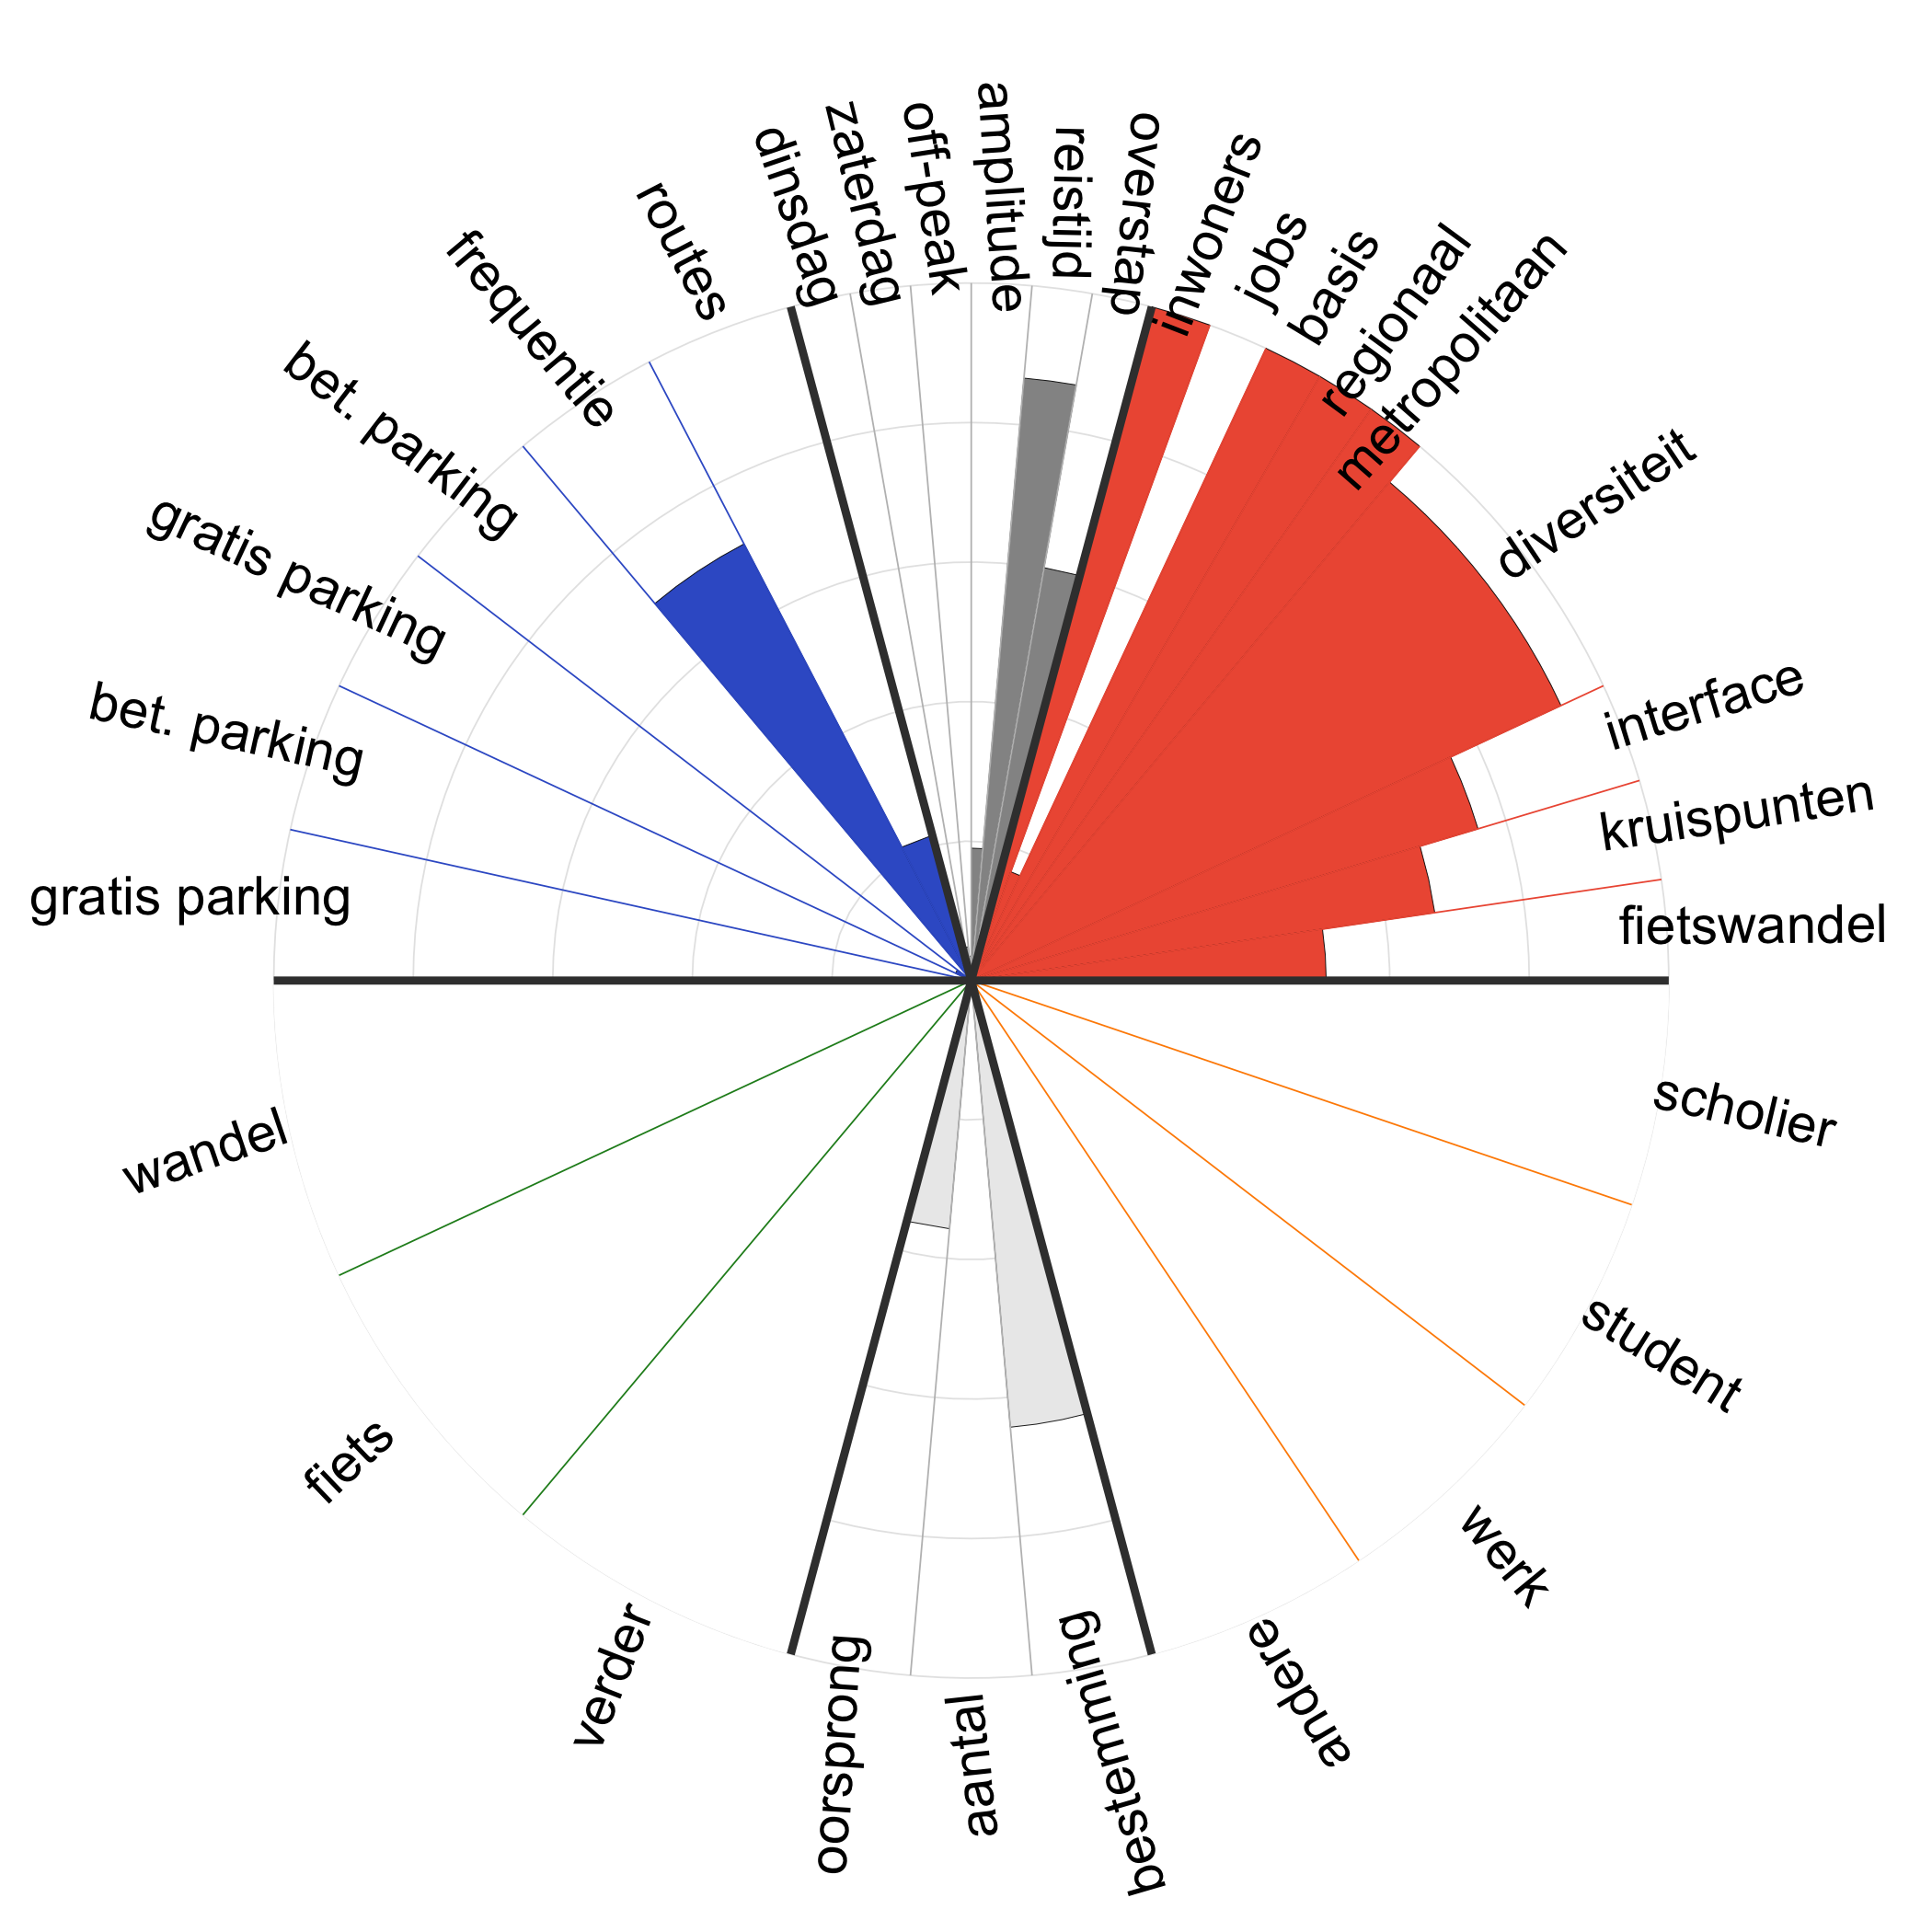 dinsdag
zaterdag
off-peak
amplitude
reistijd
overstap
inwoners
jobs
basis
regionaal
metropolitaan
diversiteit
interface
kruispunten
fietswandel
scholier
student
werk
andere
bestemming
aantal
oorsprong
verder
fiets
wandel
gratis parking
bet. parking
gratis parking
bet. parking
frequentie
routes